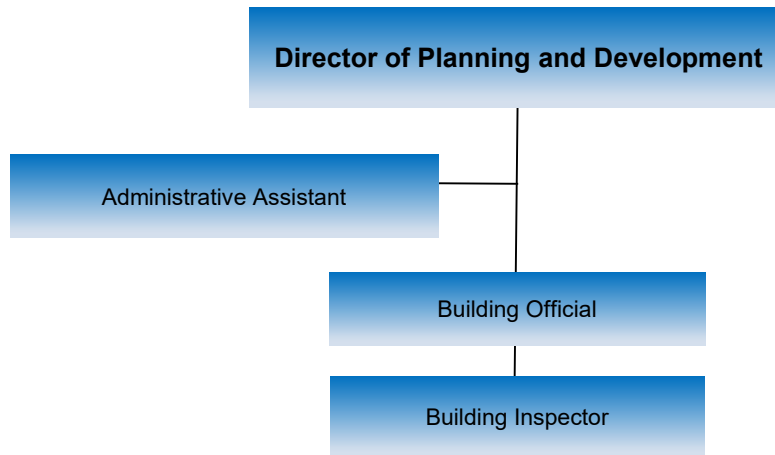 Director of Planning and Development
Administrative Assistant
Building Official
Building Inspector